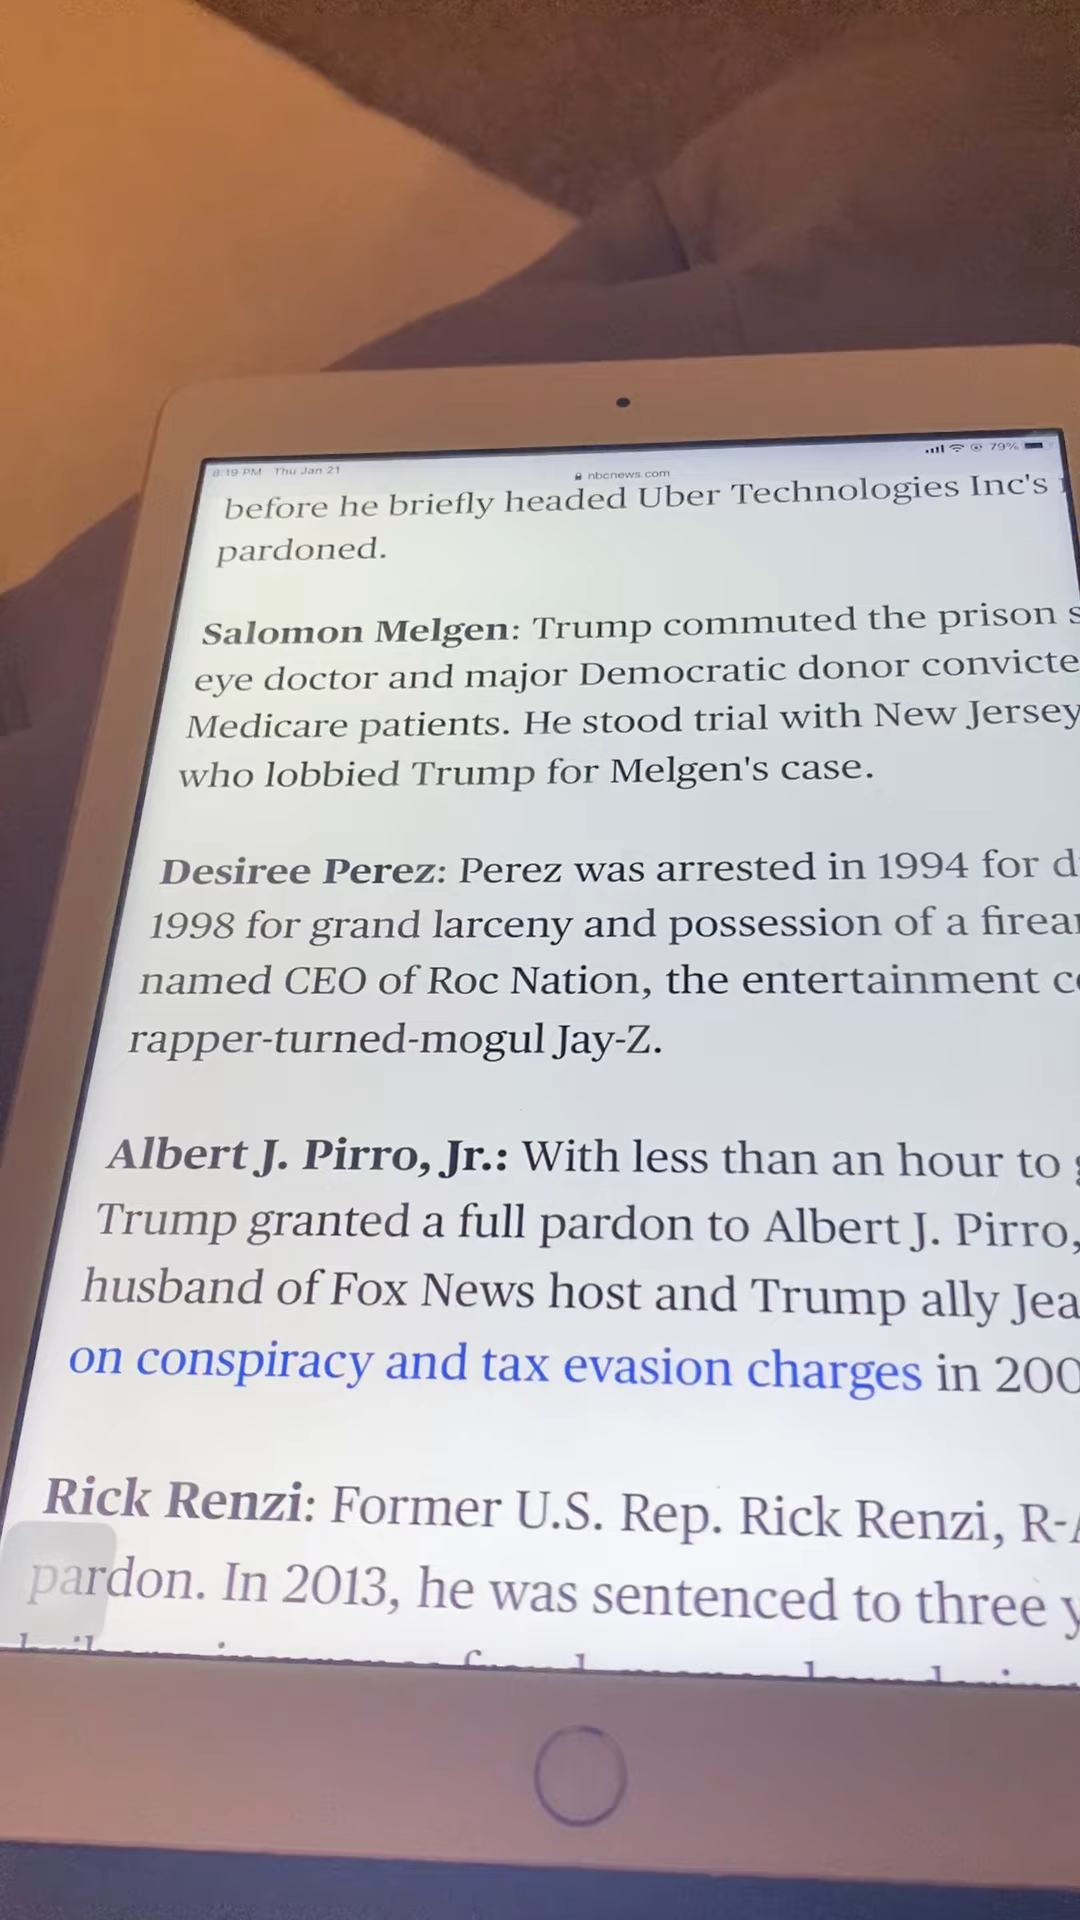 8:19 PM Thu Jan 21
79%
nbcnews.com
before he briefly headed Uber Technologies Inc's
pardoned.
Salomon Melgen: Trump commuted the prison s
eye doctor and major Democratic donor convicte
Medicare patients. He stood trial with New Jersey
who lobbied Trump for Melgen's case.
Desiree Perez: Perez was arrested in 1994 for d
1998 for grand larceny and possession of a firear
named CEO of Roc Nation, the entertainment co
rapper-turned-mogul Jay-Z.
Albert J. Pirro, Jr.: With less than an hour to g
Trump granted a full pardon to Albert J. Pirro,
husband of Fox News host and Trump ally Jea
on conspiracy and tax evasion charges in 200
Rick Renzi: Former U.S. Rep. Rick Renzi, R-A
pardon. In 2013, he was sentenced to three y